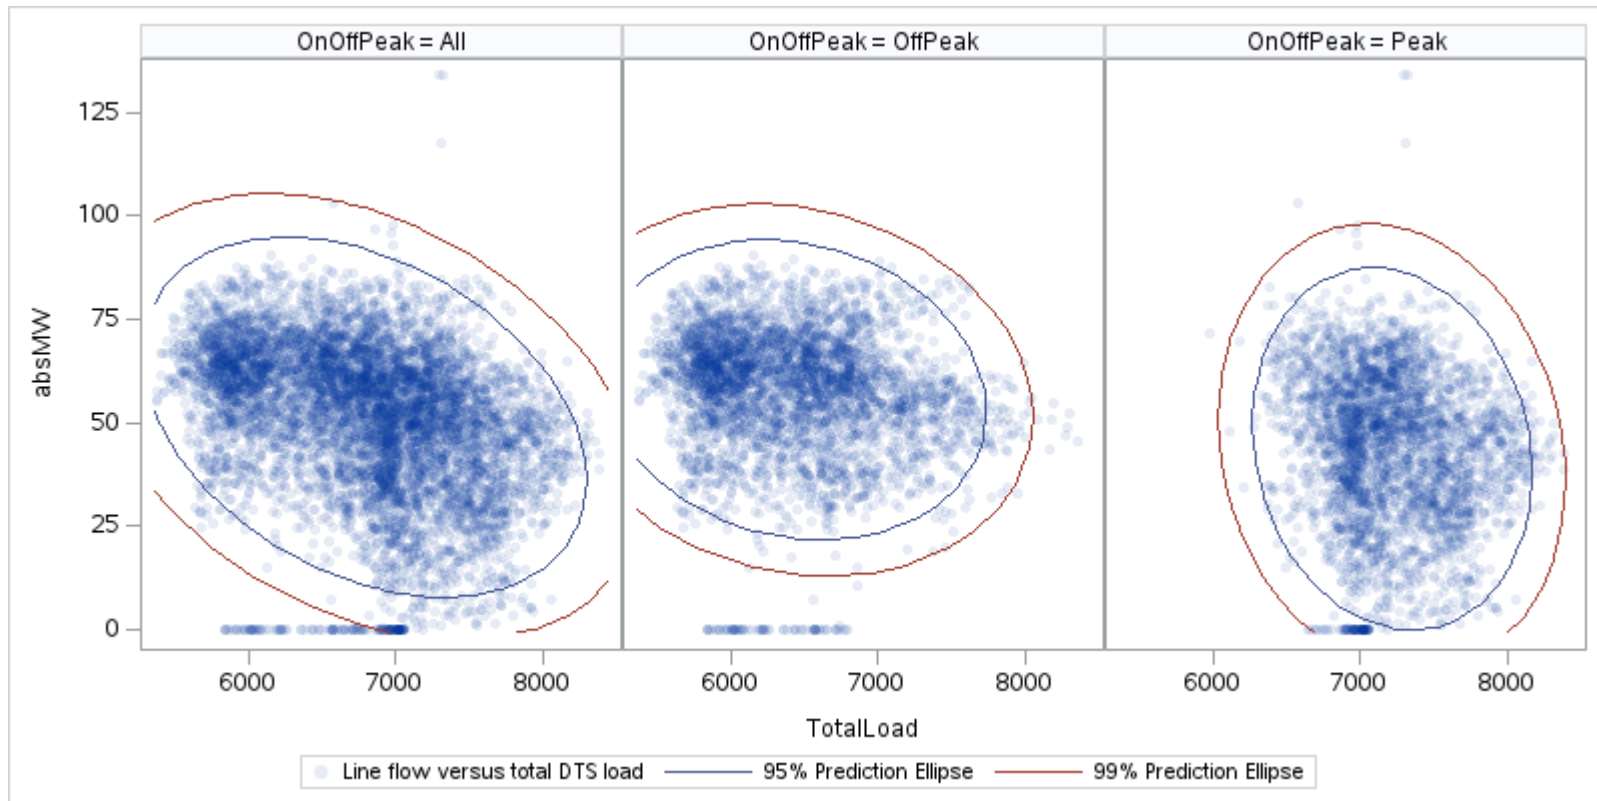 OnOffPeak = All
OnOffPeak = OffPeak
OnOffPeak = Peak
125
100
75
50
25
0
absMW
6000
7000
8000
6000
7000
8000
6000
7000
8000
TotalLoad
Line flow versus total DTS load
95% Prediction Ellipse
99% Prediction Ellipse